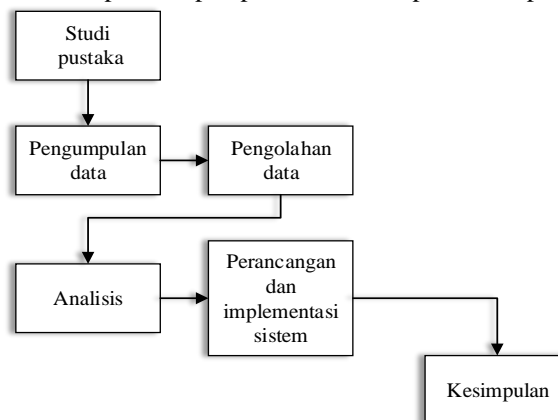 Studi
pustaka
Pengumpulan
data
Pengolahan
data
Analisis
Perancangan
dan
implementasi
sistem
Kesimpulan